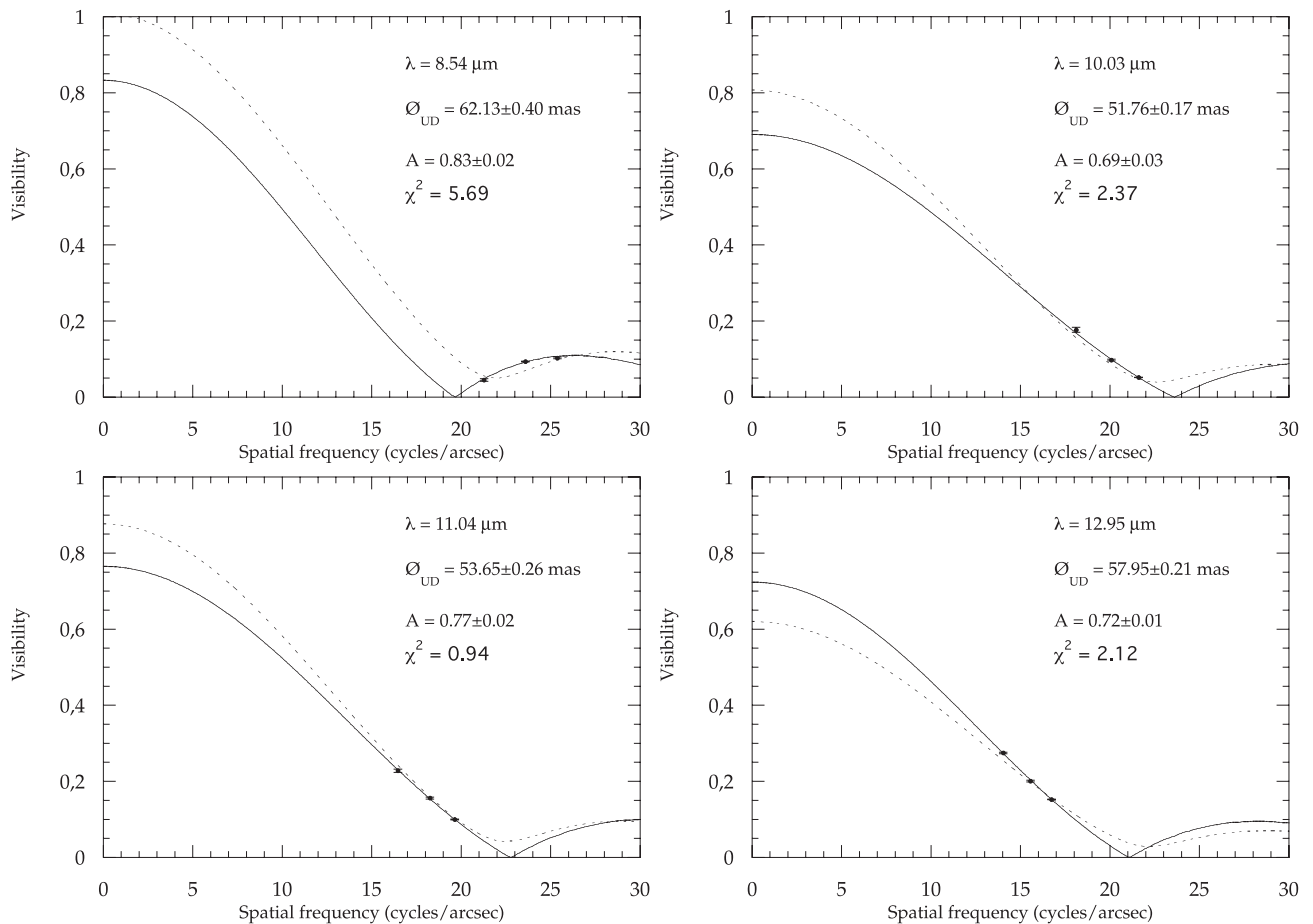 1
0,8
0,6
0,4
0,2
0
Visibility
λ = 8.54 μm
Ø_UD = 62.13±0.40 mas
A = 0.83±0.02
χ² = 5.69
0 5 10 15 20 25 30
Spatial frequency (cycles/arcsec)
1
0,8
0,6
0,4
0,2
0
Visibility
λ = 10.03 μm
Ø_UD = 51.76±0.17 mas
A = 0.69±0.03
χ² = 2.37
0 5 10 15 20 25 30
Spatial frequency (cycles/arcsec)
1
0,8
0,6
0,4
0,2
0
Visibility
λ = 11.04 μm
Ø_UD = 53.65±0.26 mas
A = 0.77±0.02
χ² = 0.94
0 5 10 15 20 25 30
Spatial frequency (cycles/arcsec)
1
0,8
0,6
0,4
0,2
0
Visibility
λ = 12.95 μm
Ø_UD = 57.95±0.21 mas
A = 0.72±0.01
χ² = 2.12
0 5 10 15 20 25 30
Spatial frequency (cycles/arcsec)